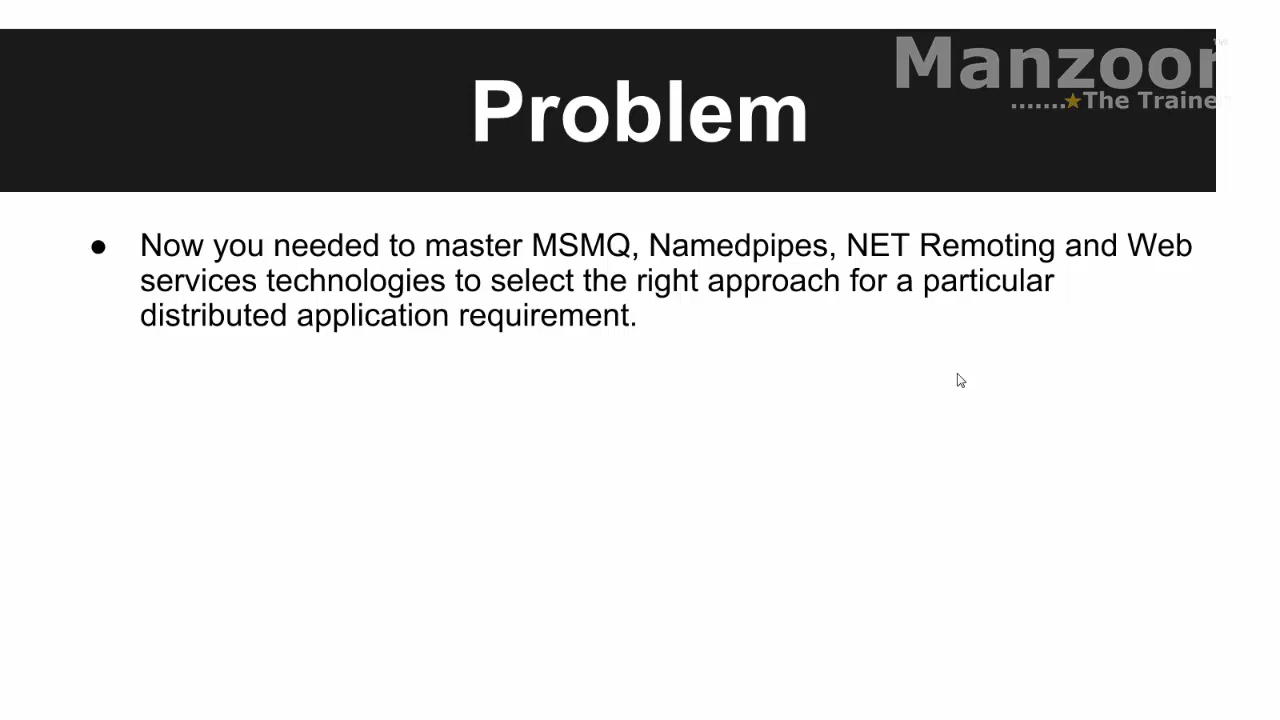 Manzoor
.......★The Trainer
Problem
● Now you needed to master MSMQ, Namedpipes, NET Remoting and Web
services technologies to select the right approach for a particular
distributed application requirement.